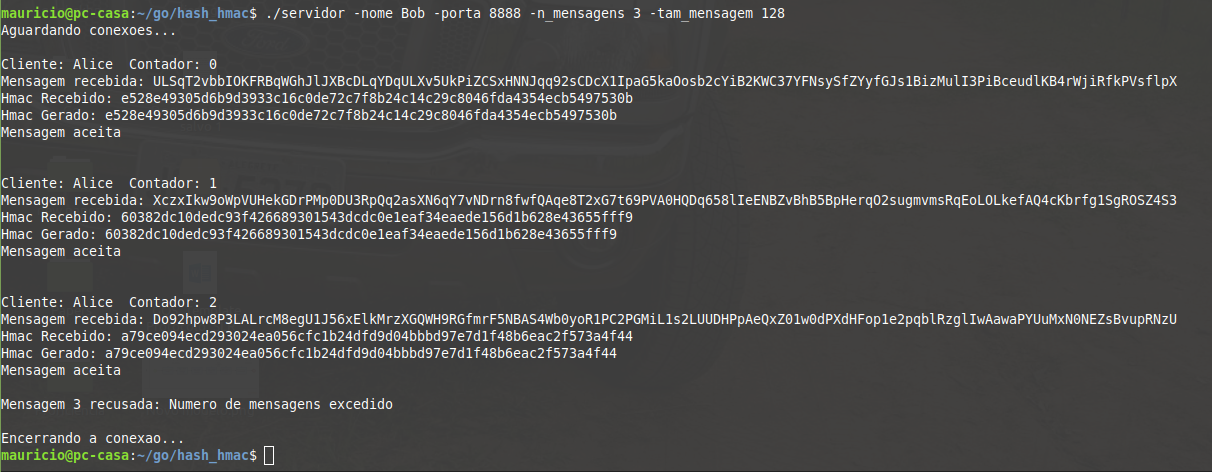 mauricio@pc-casa:~/go/hash_hmac$ ./servidor -nome Bob -porta 8888 -n_mensagens 3 -tam_mensagem 128
Aguardando conexoes...
Cliente: Alice  Contador: 0
Mensagem recebida: ULSqT2vbbIOKFRBqWGhJlJXBcDLqYDqULXv5UkPiZCSxHNNJqq92sCDcX1IpaG5kaOosb2cYiB2KWC37YFNsySfZYyfGJs1BizMulI3PiBceudlKB4rWjiRfkPVsflpX
Hmac Recebido: e528e49305d6b9d3933c16c0de72c7f8b24c14c29c8046fda4354ecb5497530b
Hmac Gerado: e528e49305d6b9d3933c16c0de72c7f8b24c14c29c8046fda4354ecb5497530b
Mensagem aceita
Cliente: Alice  Contador: 1
Mensagem recebida: XczxIkw9oWpVUHekGDrPMp0DU3RpQq2asXN6qY7vNDrn8fwfQAqe8T2xG7t69PVA0HQDq658lIeENBZvBhB5BpHerqO2sugmvmsRqEoLOLkefAQ4cKbrfg1SgROSZ4S3
Hmac Recebido: 60382dc10dedc93f426689301543dcdc0e1eaf34eaede156d1b628e43655fff9
Hmac Gerado: 60382dc10dedc93f426689301543dcdc0e1eaf34eaede156d1b628e43655fff9
Mensagem aceita
Cliente: Alice  Contador: 2
Mensagem recebida: Do92hpw8P3LALrcM8egU1J56xElkMrzXGQWH9RGfmrF5NBAS4Wb0yoR1PC2PGMiL1s2LUUDHPpAeQxZ01w0dPXdHFop1e2pqblRzglIwAawaPYUuMxN0NEZsBvupRNzU
Hmac Recebido: a79ce094ecd293024ea056cfc1b24dfd9d04bbbd97e7d1f48b6eac2f573a4f44
Hmac Gerado: a79ce094ecd293024ea056cfc1b24dfd9d04bbbd97e7d1f48b6eac2f573a4f44
Mensagem aceita
Mensagem 3 recusada: Numero de mensagens excedido
Encerrando a conexao...
mauricio@pc-casa:~/go/hash_hmac$